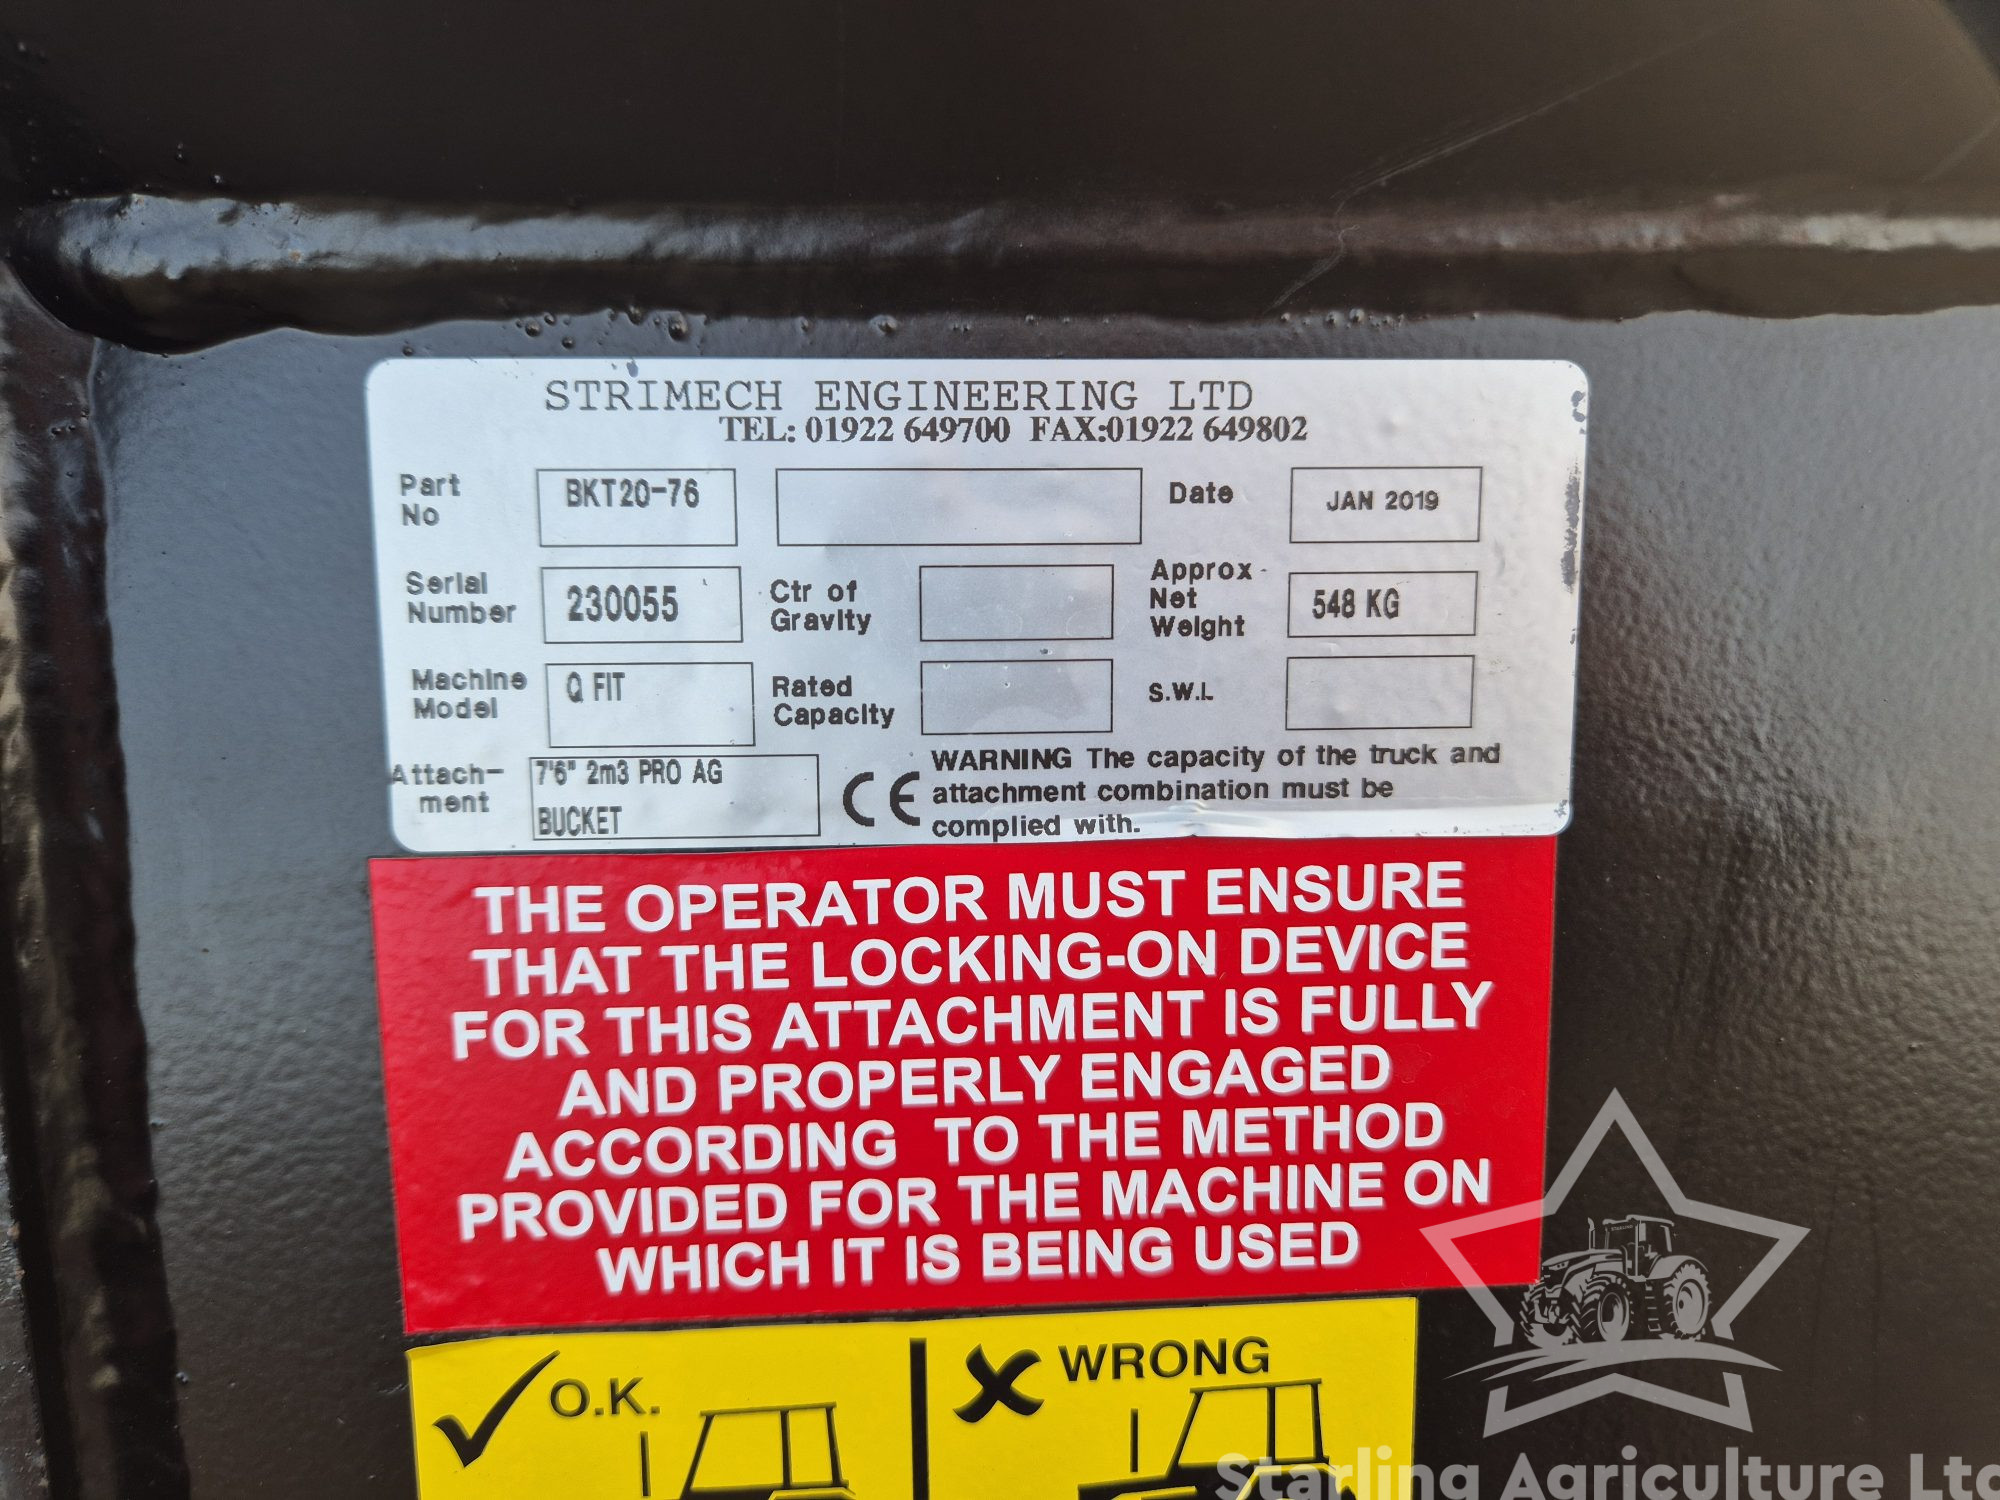 STRIMECH ENGINEERING LTD
TEL: 01922 649700 FAX:01922 649802
Part No BKT20-76 Date JAN 2019
Serial Number 230055 Ctr of Gravity Approx Net Weight 548 KG
Machine Model Q FIT Rated Capacity S.W.L
Attach-ment 7'6" 2m3 PRO AG BUCKET
CE
WARNING The capacity of the truck and
attachment combination must be
complied with.
THE OPERATOR MUST ENSURE
THAT THE LOCKING-ON DEVICE
FOR THIS ATTACHMENT IS FULLY
AND PROPERLY ENGAGED
ACCORDING TO THE METHOD
PROVIDED FOR THE MACHINE ON
WHICH IT IS BEING USED
O.K. WRONG
Starling Agriculture Ltd